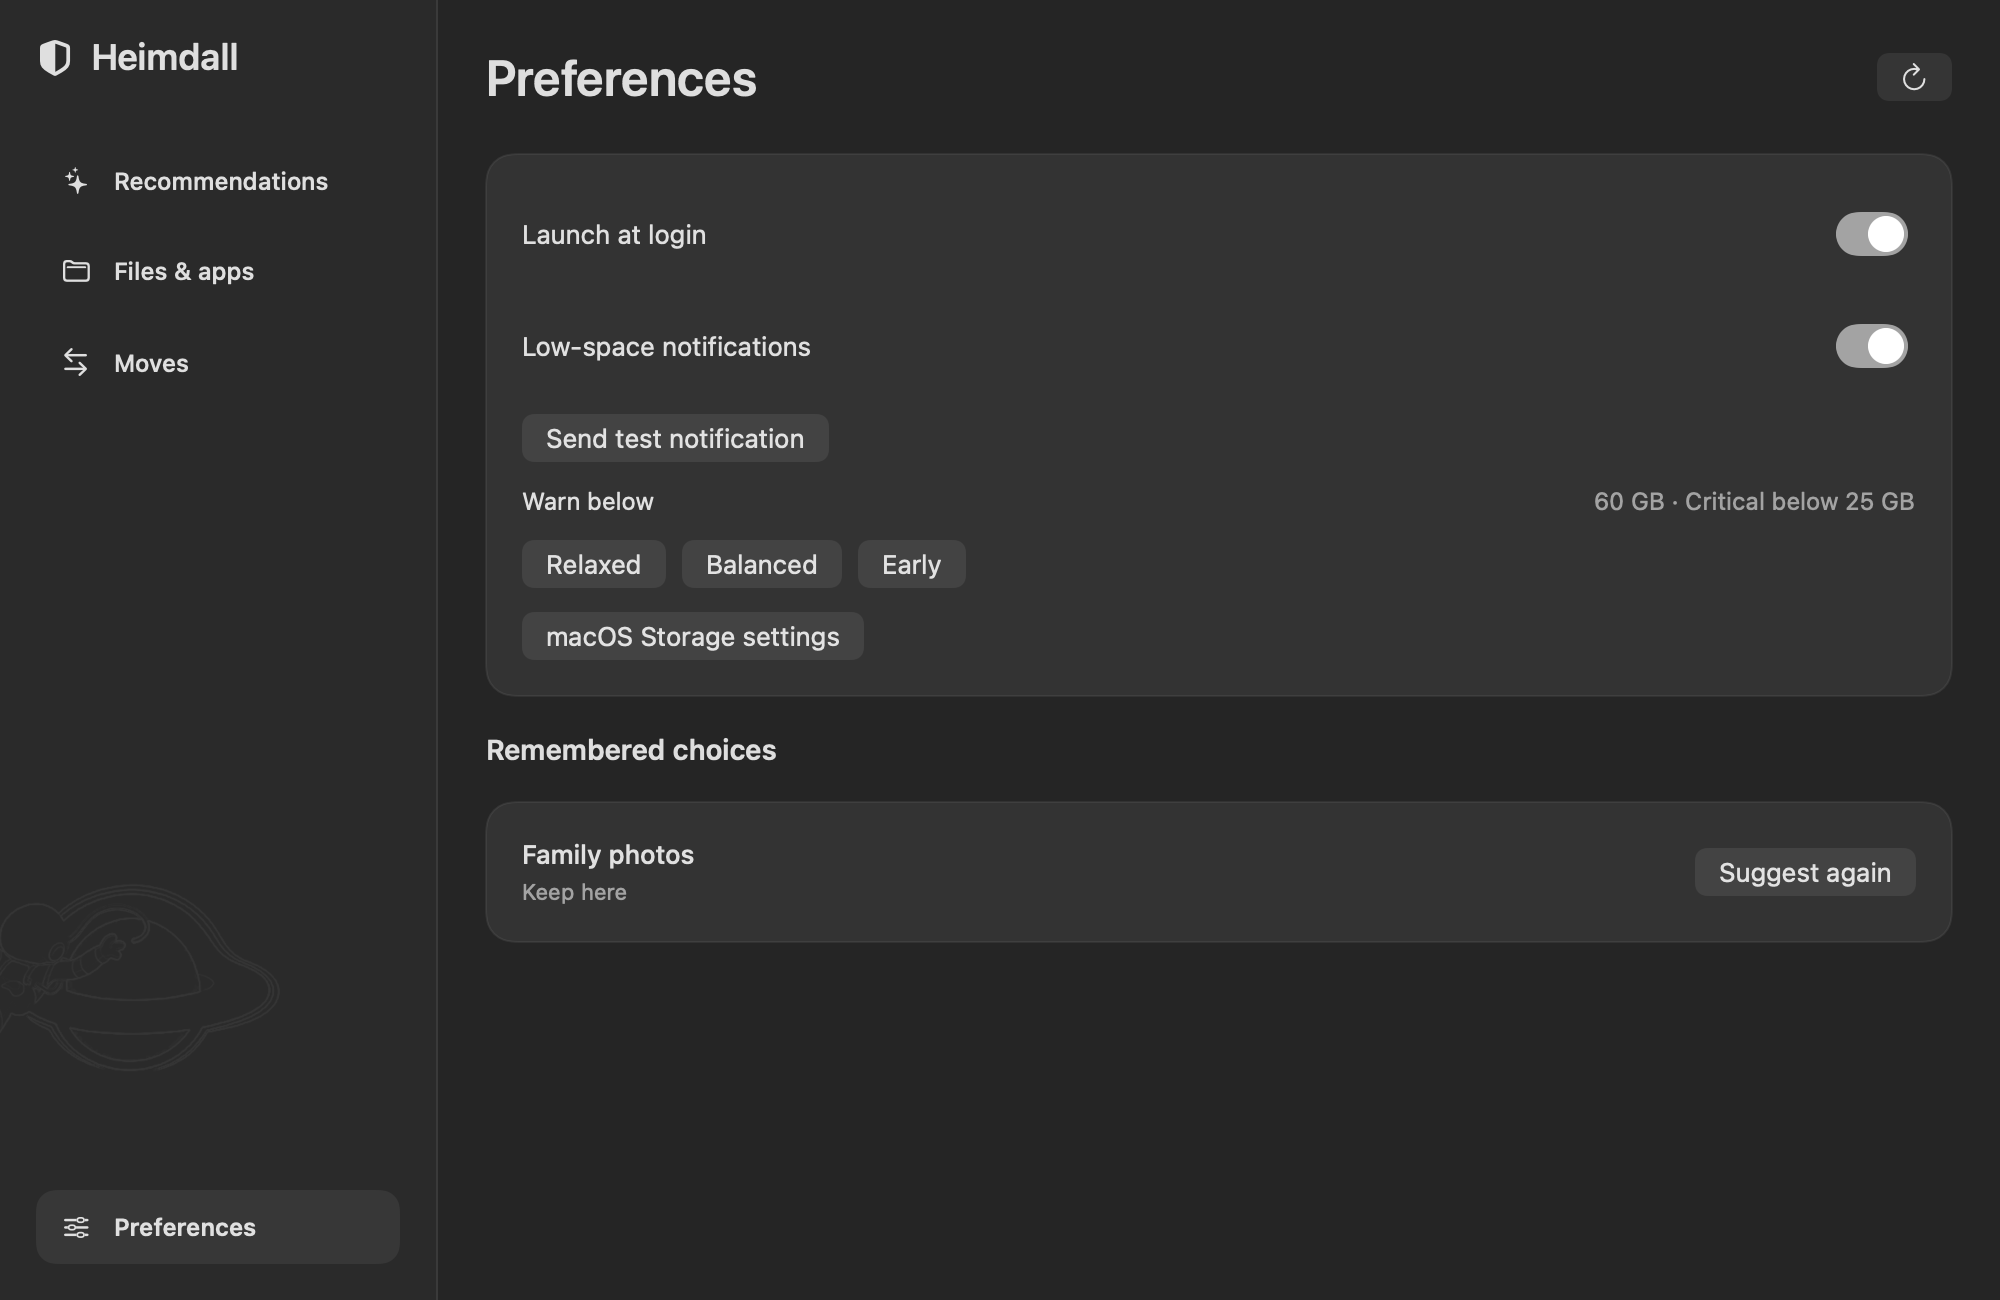 Heimdall
Recommendations
Files & apps
Moves
Preferences
Preferences
Launch at login
Low-space notifications
Send test notification
Warn below 60 GB · Critical below 25 GB
Relaxed Balanced Early
macOS Storage settings
Remembered choices
Family photos
Keep here
Suggest again